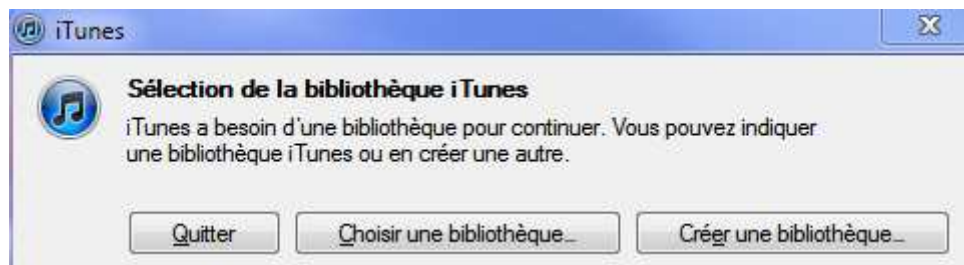 iTunes
Sélection de la bibliothèque iTunes
iTunes a besoin d'une bibliothèque pour continuer. Vous pouvez indiquer
une bibliothèque iTunes ou en créer une autre.
Quitter
Choisir une bibliothèque...
Créer une bibliothèque...